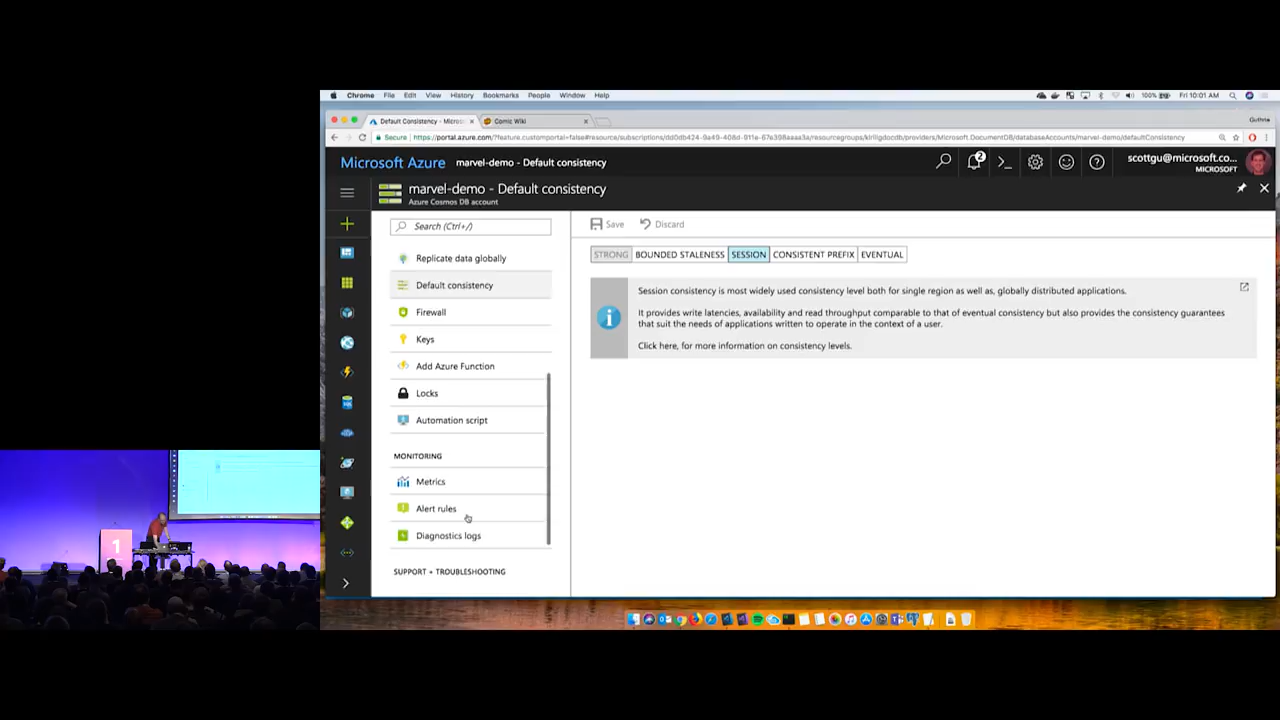 Chrome File Edit View History Bookmarks People Window Help
100% Fri 10:01 AM
Default Consistency - Micros
Comic Wiki
Guthrie
Secure
Microsoft Azure marvel-demo - Default consistency
2
scottgu@microsoft.co...
MICROSOFT
marvel-demo - Default consistency
Azure Cosmos DB account
Search (Ctrl+/)
Save Discard
Replicate data globally
Default consistency
Firewall
Keys
Add Azure Function
Locks
Automation script
MONITORING
Metrics
Alert rules
Diagnostics logs
SUPPORT + TROUBLESHOOTING
STRONG BOUNDED STALENESS SESSION CONSISTENT PREFIX EVENTUAL
Session consistency is most widely used consistency level both for single region as well as, globally distributed applications.
It provides write latencies, availability and read throughput comparable to that of eventual consistency but also provides the consistency guarantees
that suit the needs of applications written to operate in the context of a user.
Click here, for more information on consistency levels.
1